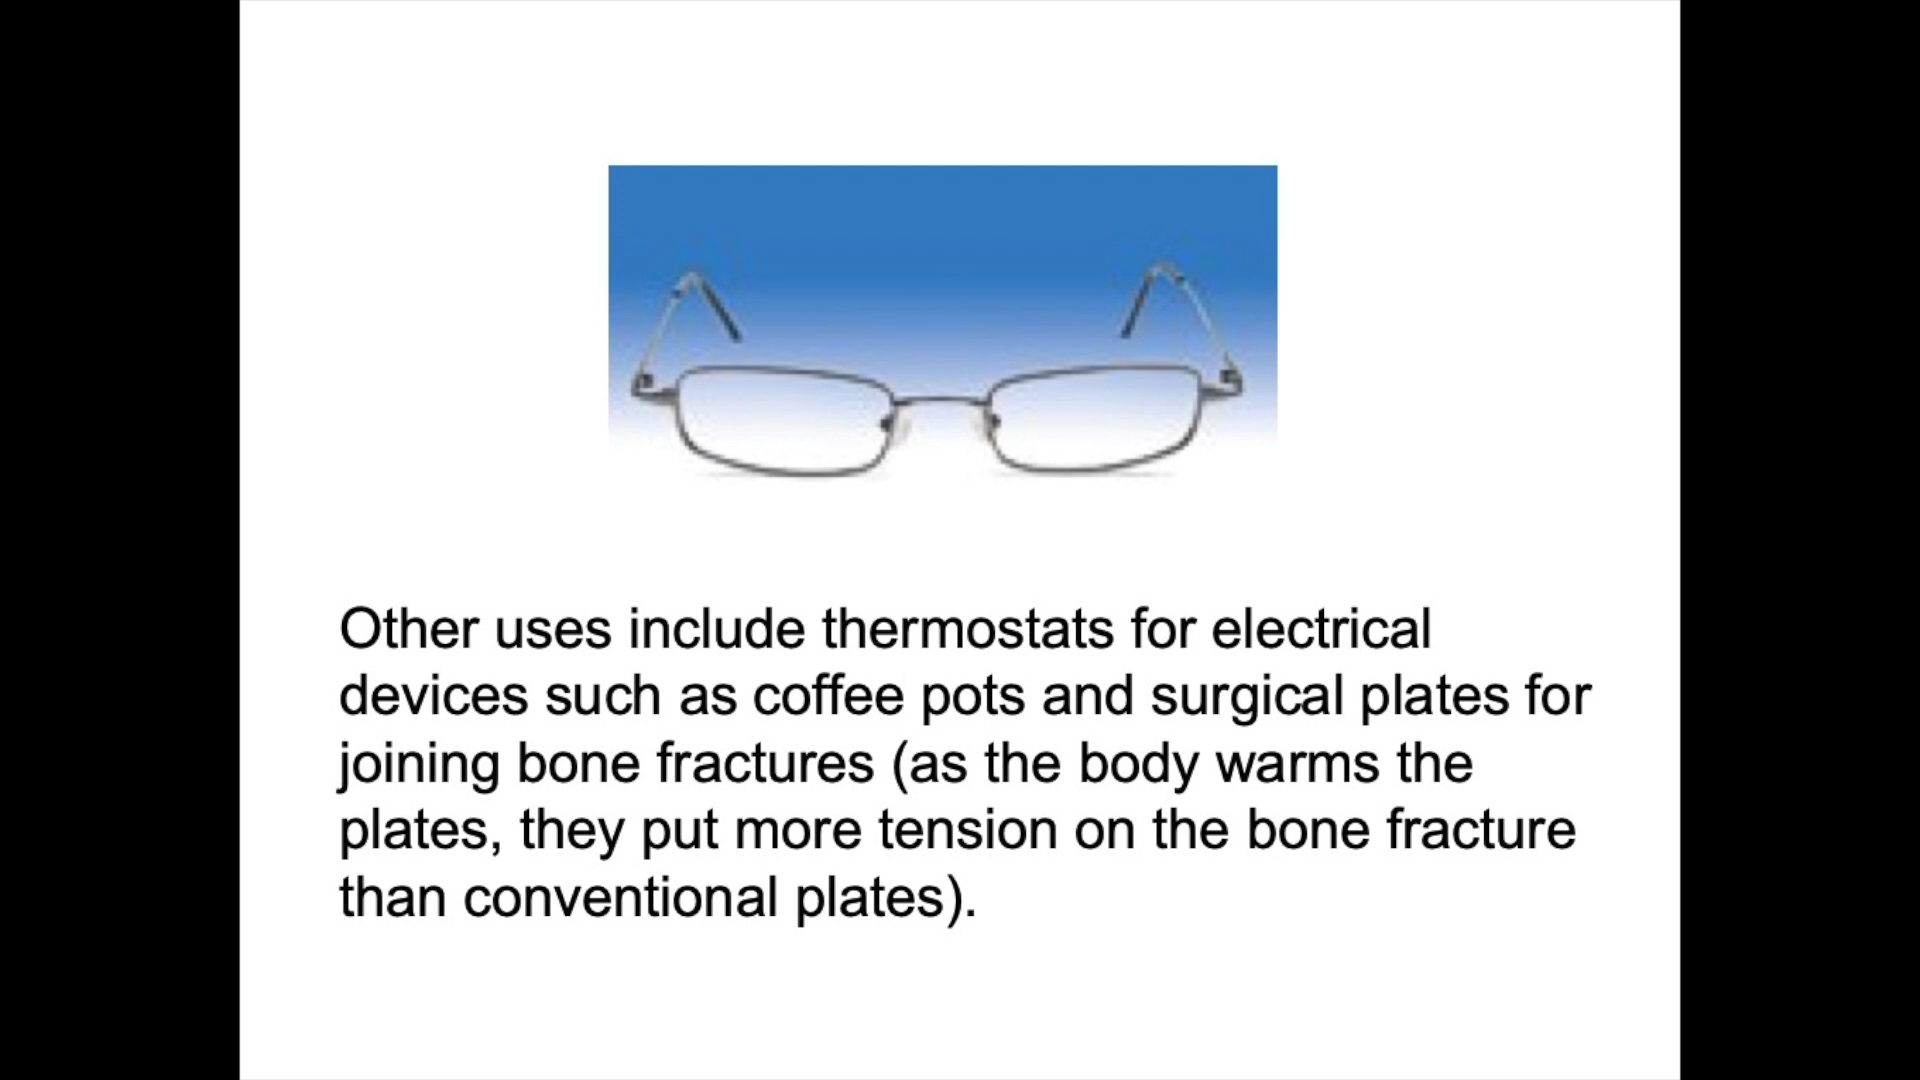 Other uses include thermostats for electrical
devices such as coffee pots and surgical plates for
joining bone fractures (as the body warms the
plates, they put more tension on the bone fracture
than conventional plates).